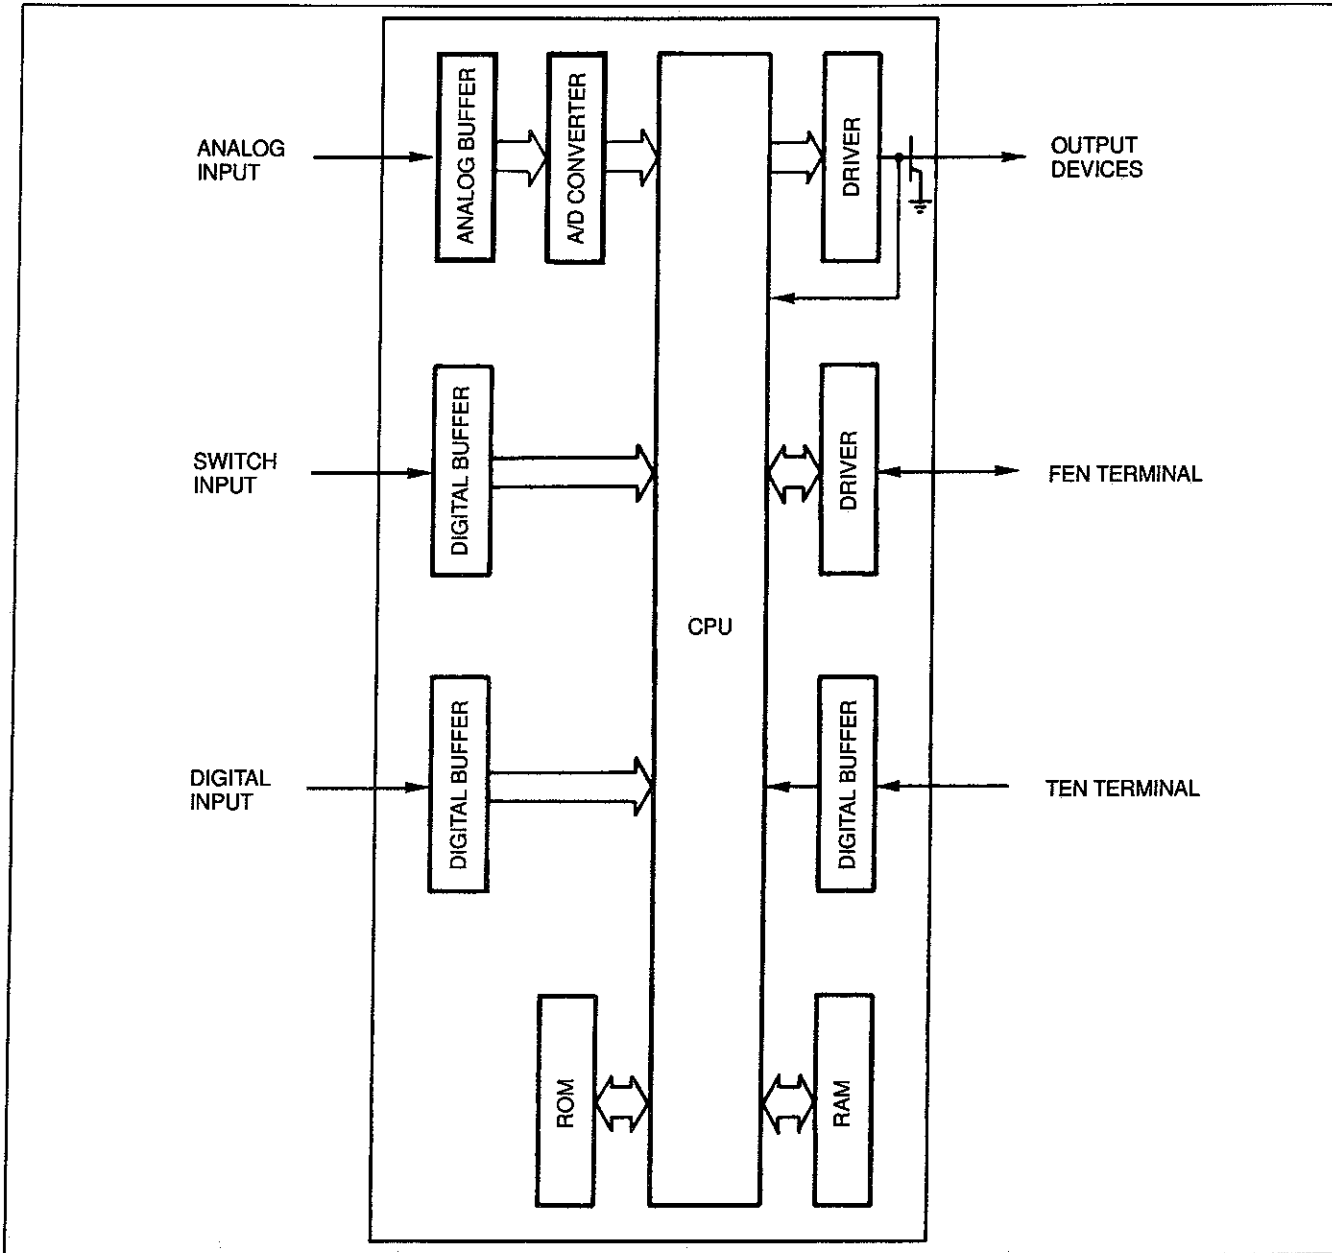 ANALOG
INPUT
ANALOG BUFFER
A/D CONVERTER
DRIVER
OUTPUT
DEVICES
SWITCH
INPUT
DIGITAL BUFFER
DRIVER
FEN TERMINAL
CPU
DIGITAL
INPUT
DIGITAL BUFFER
DIGITAL BUFFER
TEN TERMINAL
ROM
RAM